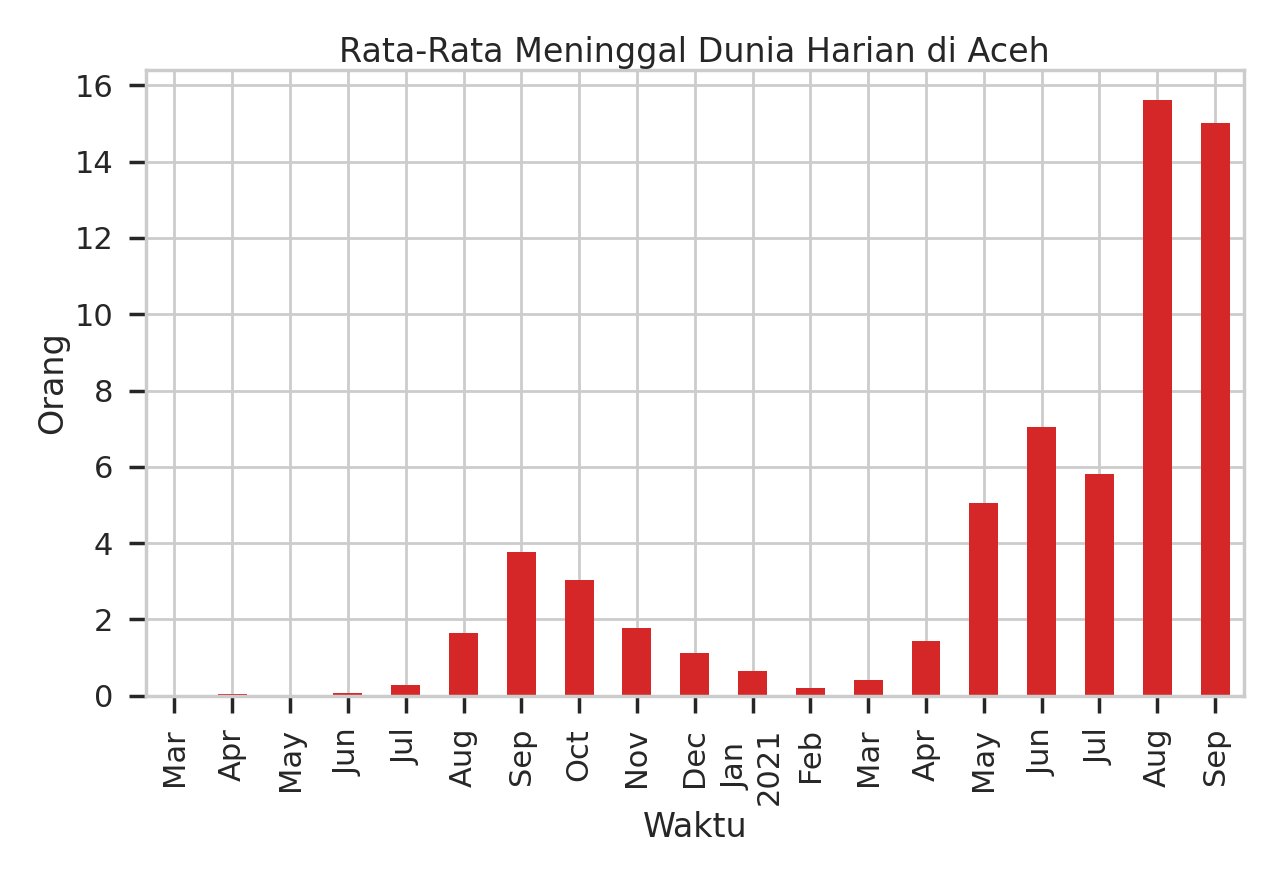 Rata-Rata Meninggal Dunia Harian di Aceh
16
14
12
10
8
6
4
2
0
Orang
Mar
Apr
May
Jun
Jul
Aug
Sep
Oct
Nov
Dec
Jan
2021
Feb
Mar
Apr
May
Jun
Jul
Aug
Sep
Waktu